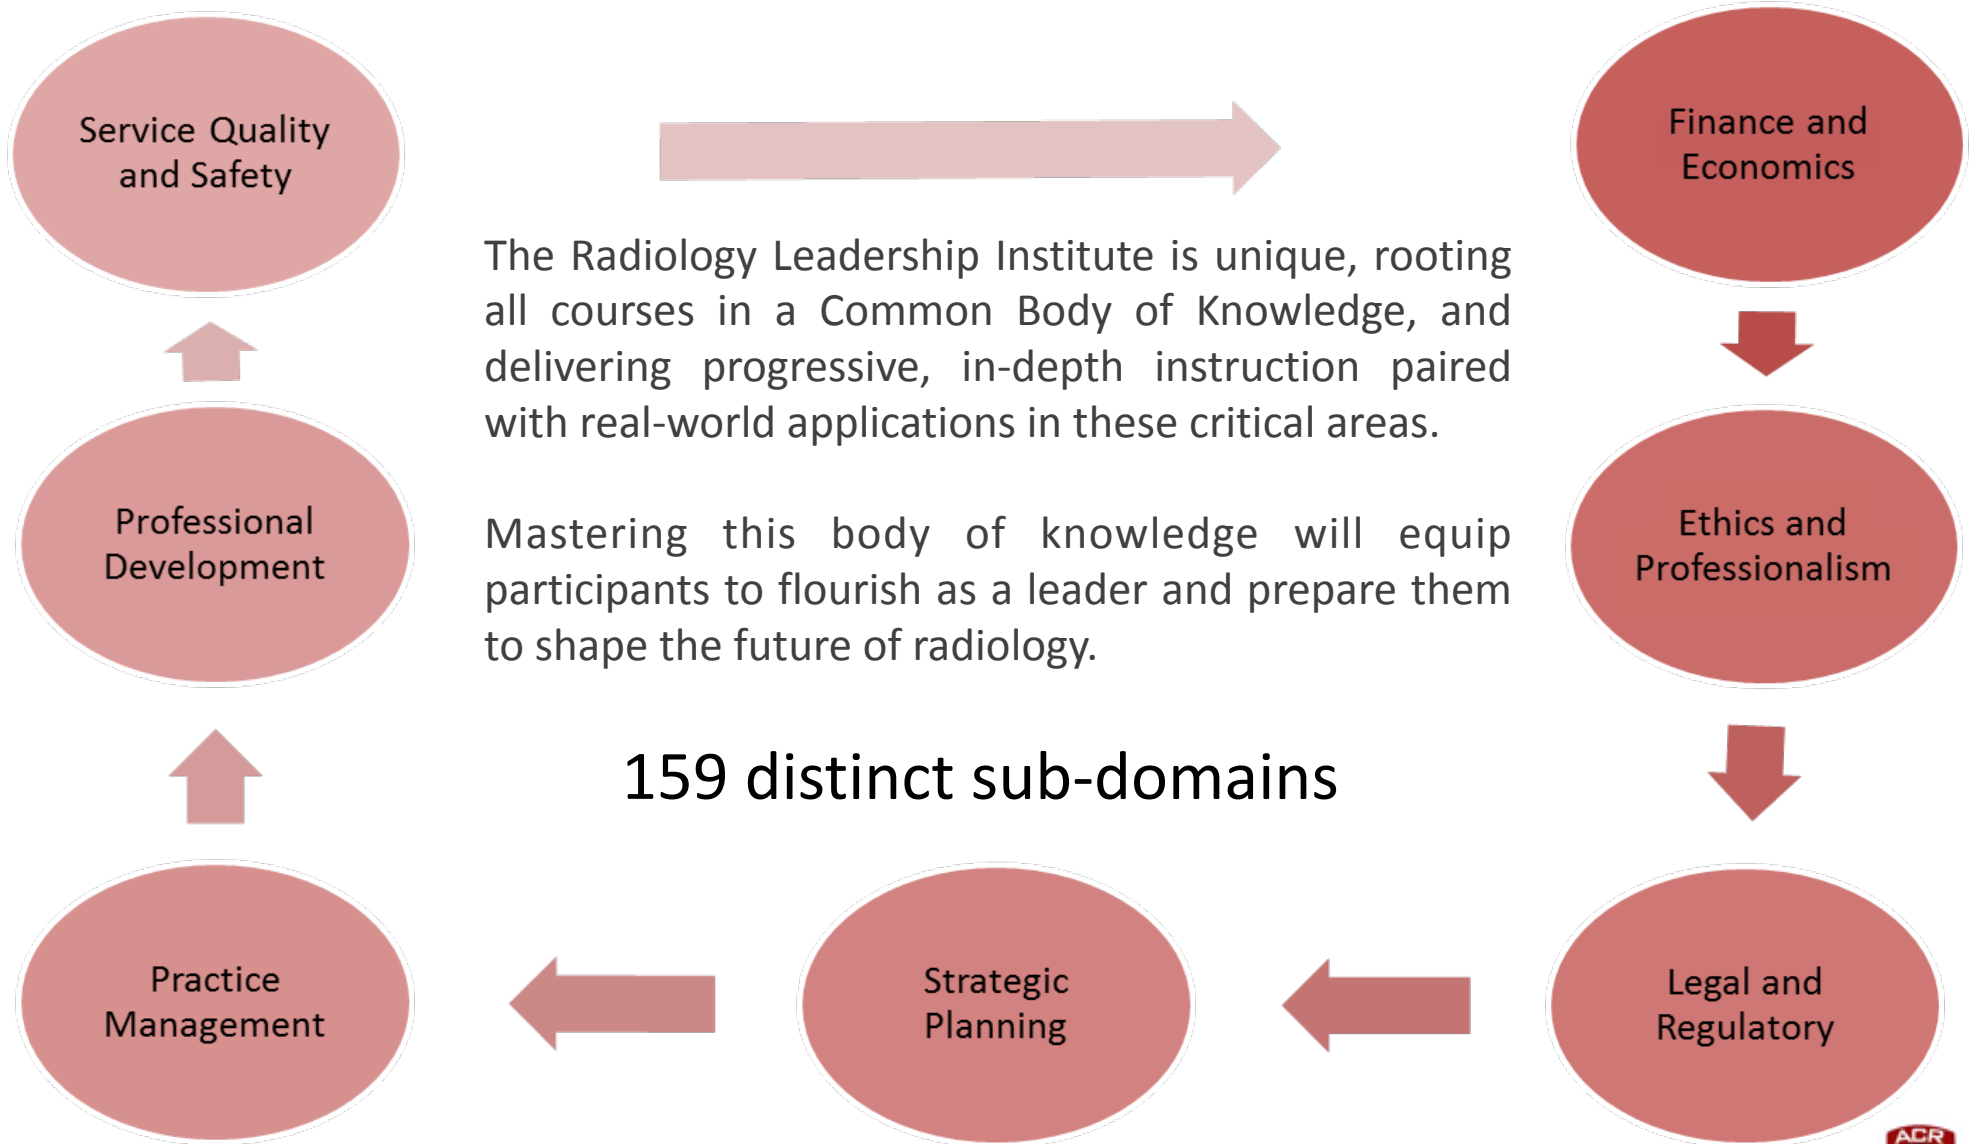 Service Quality
and Safety
Finance and
Economics
The Radiology Leadership Institute is unique, rooting
all courses in a Common Body of Knowledge, and
delivering progressive, in-depth instruction paired
with real-world applications in these critical areas.
Professional
Development
Ethics and
Professionalism
Mastering this body of knowledge will equip
participants to flourish as a leader and prepare them
to shape the future of radiology.
159 distinct sub-domains
Practice
Management
Strategic
Planning
Legal and
Regulatory
ACR